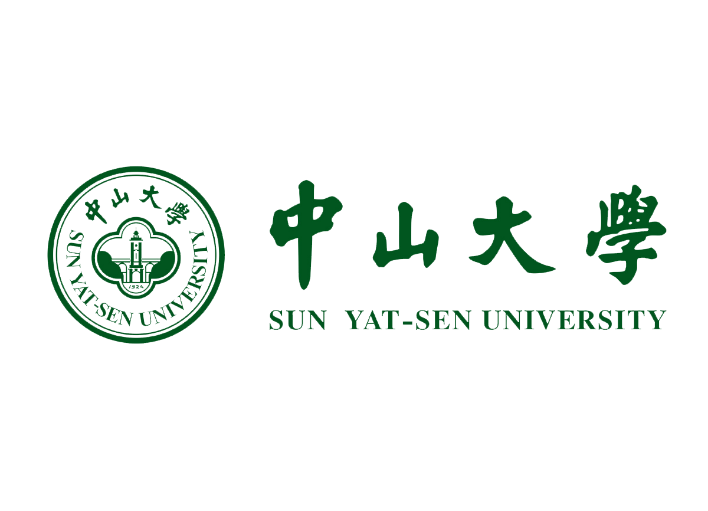 中山大學
SUN YAT-SEN UNIVERSITY
1924
中山大學
SUN YAT-SEN UNIVERSITY